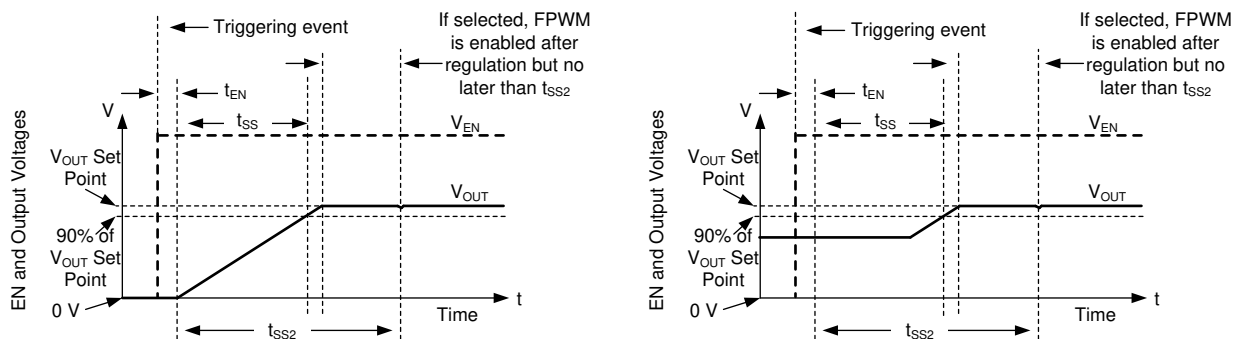 Triggering event
If selected, FPWM
is enabled after
regulation but no
later than tSS2
tEN
V
tSS
VEN
VOUT Set
Point
VOUT
90% of
VOUT Set
Point
0 V
t
Time
tSS2
EN and Output Voltages
Triggering event
If selected, FPWM
is enabled after
regulation but no
later than tSS2
tEN
V
tSS
VEN
VOUT Set
Point
VOUT
90% of
VOUT Set
Point
0 V
t
Time
tSS2
EN and Output Voltages